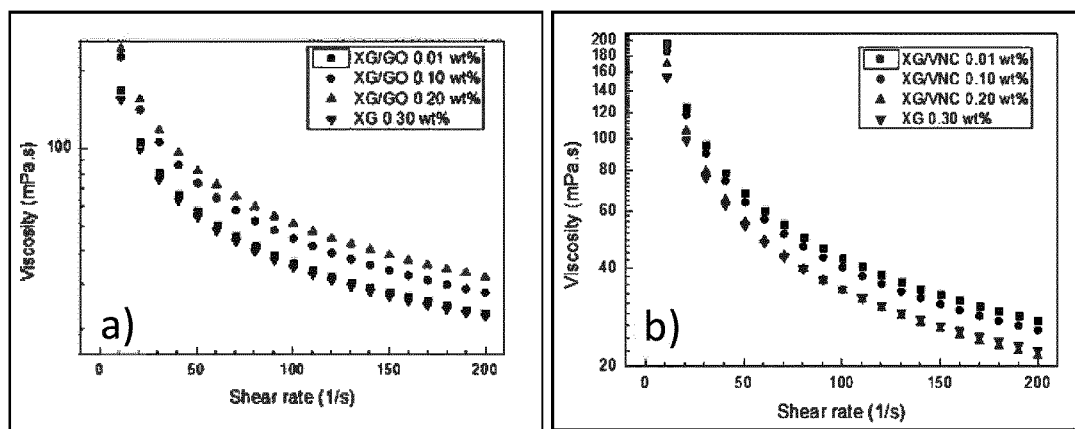 XG/GO 0.01 wt%
XG/GO 0.10 wt%
XG/GO 0.20 wt%
XG 0.30 wt%
100
Viscosity (mPa.s)
a)
0 50 100 150 200
Shear rate (1/s)
200
180
160
140
120
100
80
60
40
20
XG/VNC 0.01 wt%
XG/VNC 0.10 wt%
XG/VNC 0.20 wt%
XG 0.30 wt%
Viscosity (mPa.s)
b)
0 50 100 150 200
Shear rate (1/s)